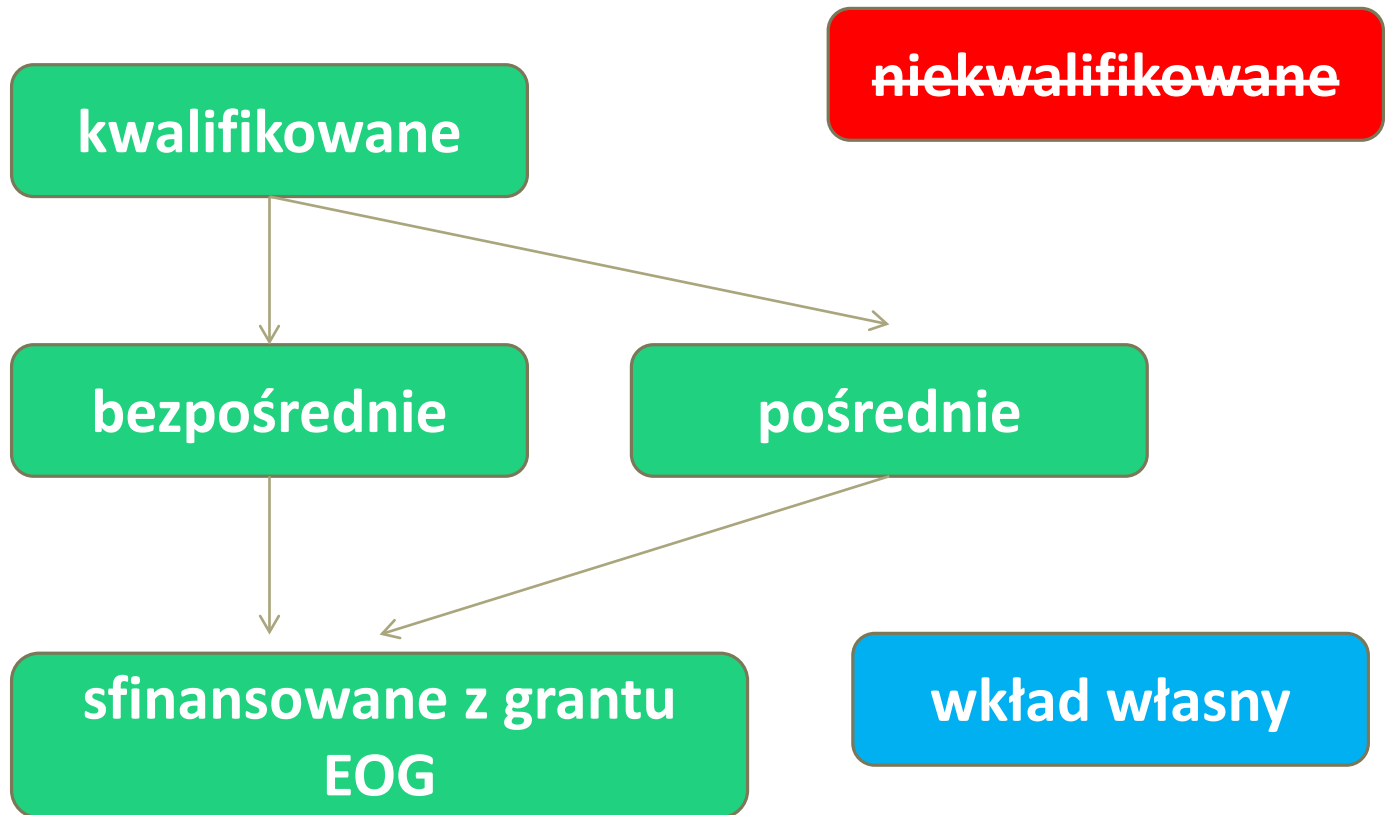 niekwalifikowane
kwalifikowane
bezpośrednie
pośrednie
sfinansowane z grantu
EOG
wkład własny